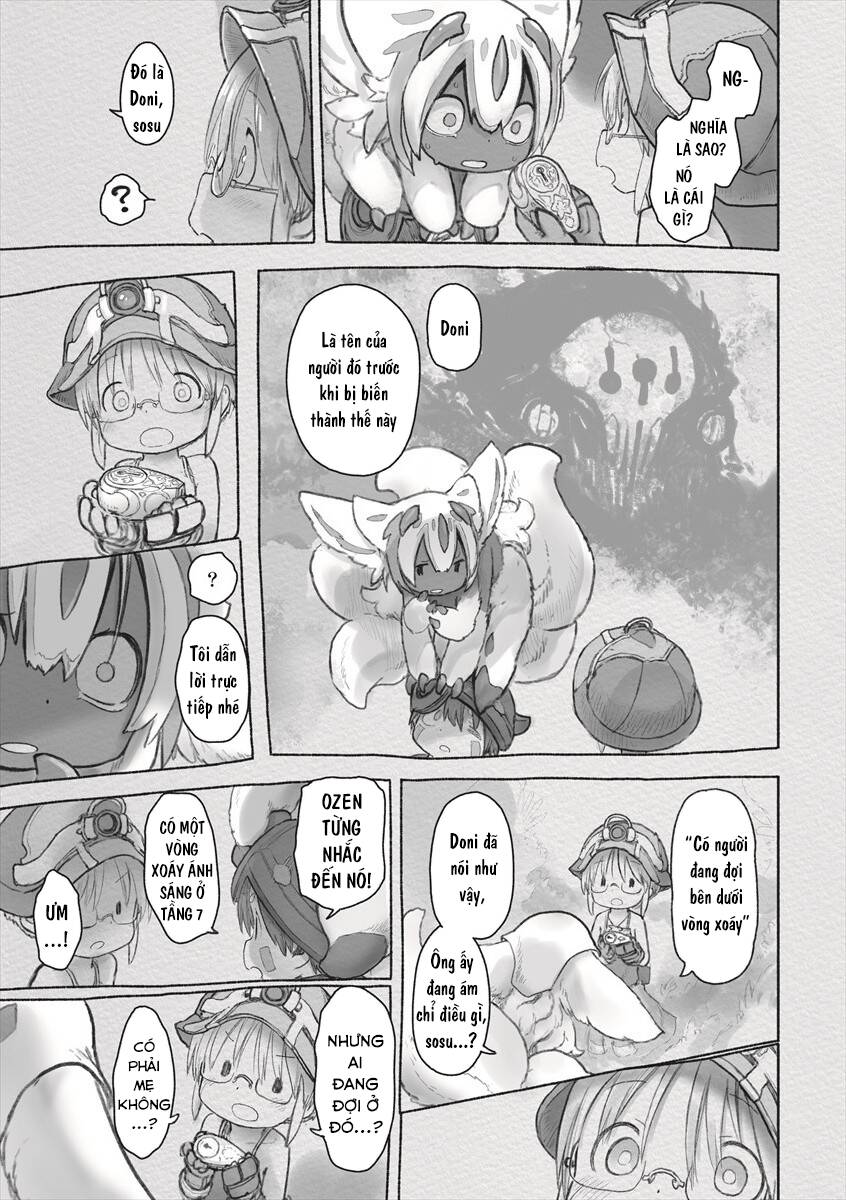 NG-
NGHĨA
LÀ SAO?
NÓ
LÀ CÁI
GÌ?
Đó là
Doni,
sosu
?
Doni
Là tên của
người đó trước
khi bị biến
thành thế này
?
Tôi dẫn
lời trực
tiếp nhé
“Có người
đang đợi
bên dưới
vòng xoáy”
Doni đã
nói như
vậy,
Ông ấy
đang ám
chỉ điều gì,
sosu...?
OZEN
TỪNG
NHẮC
ĐẾN NÓ!
CÓ MỘT
VÒNG
XOÁY ÁNH
SÁNG Ở
TẦNG 7
ƯM
...!
NHƯNG
AI
ĐANG
ĐỢI Ở
ĐÓ...?
CÓ
PHẢI
MẸ
KHÔNG
...?